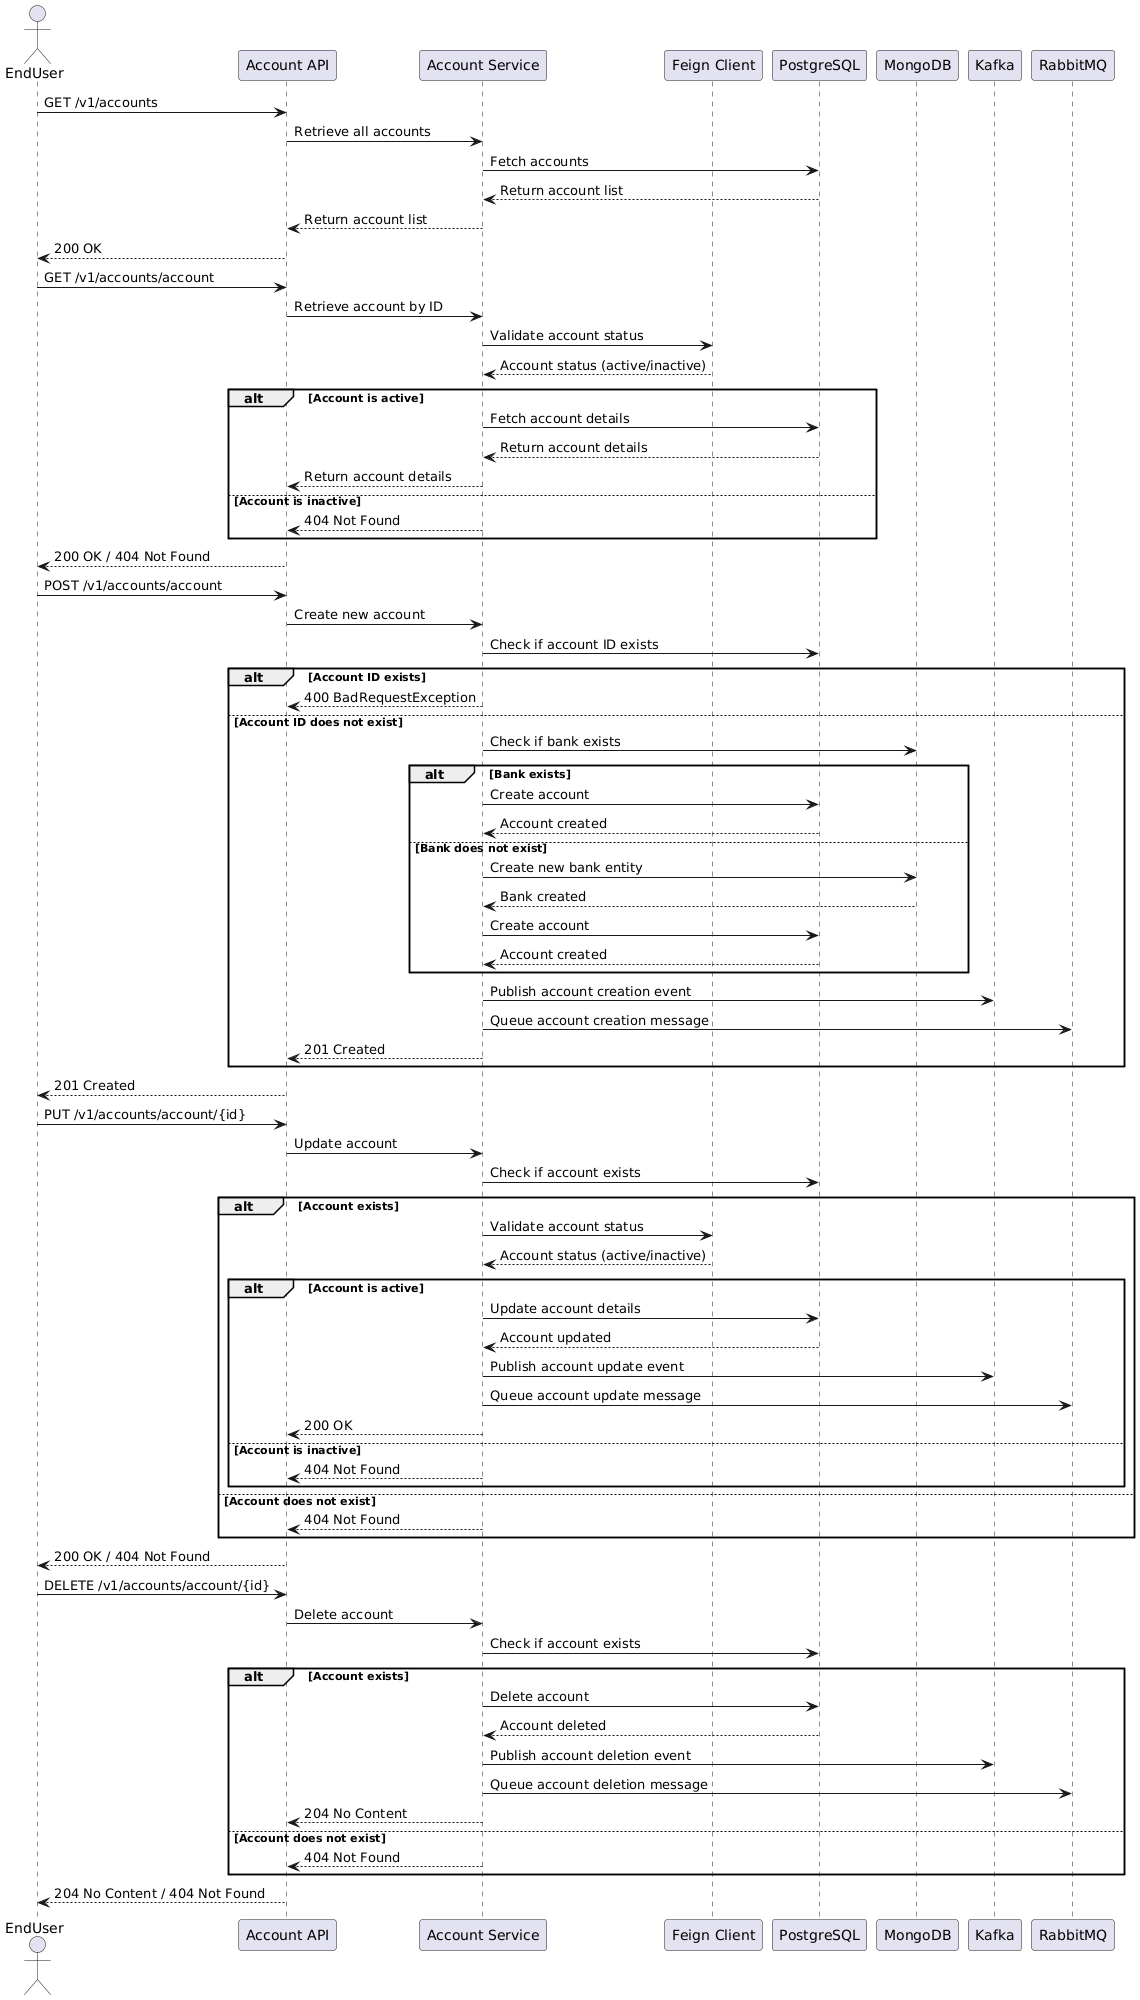 EndUser
Account API
Account Service
Feign Client
PostgreSQL
MongoDB
Kafka
RabbitMQ
GET /v1/accounts
Retrieve all accounts
Fetch accounts
Return account list
Return account list
200 OK
GET /v1/accounts/account
Retrieve account by ID
Validate account status
Account status (active/inactive)
alt [Account is active]
Fetch account details
Return account details
Return account details
[Account is inactive]
404 Not Found
200 OK / 404 Not Found
POST /v1/accounts/account
Create new account
Check if account ID exists
alt [Account ID exists]
400 BadRequestException
[Account ID does not exist]
Check if bank exists
alt [Bank exists]
Create account
Account created
[Bank does not exist]
Create new bank entity
Bank created
Create account
Account created
Publish account creation event
Queue account creation message
201 Created
201 Created
PUT /v1/accounts/account/{id}
Update account
Check if account exists
alt [Account exists]
Validate account status
Account status (active/inactive)
alt [Account is active]
Update account details
Account updated
Publish account update event
Queue account update message
200 OK
[Account is inactive]
404 Not Found
[Account does not exist]
404 Not Found
200 OK / 404 Not Found
DELETE /v1/accounts/account/{id}
Delete account
Check if account exists
alt [Account exists]
Delete account
Account deleted
Publish account deletion event
Queue account deletion message
204 No Content
[Account does not exist]
404 Not Found
204 No Content / 404 Not Found
EndUser
Account API
Account Service
Feign Client
PostgreSQL
MongoDB
Kafka
RabbitMQ